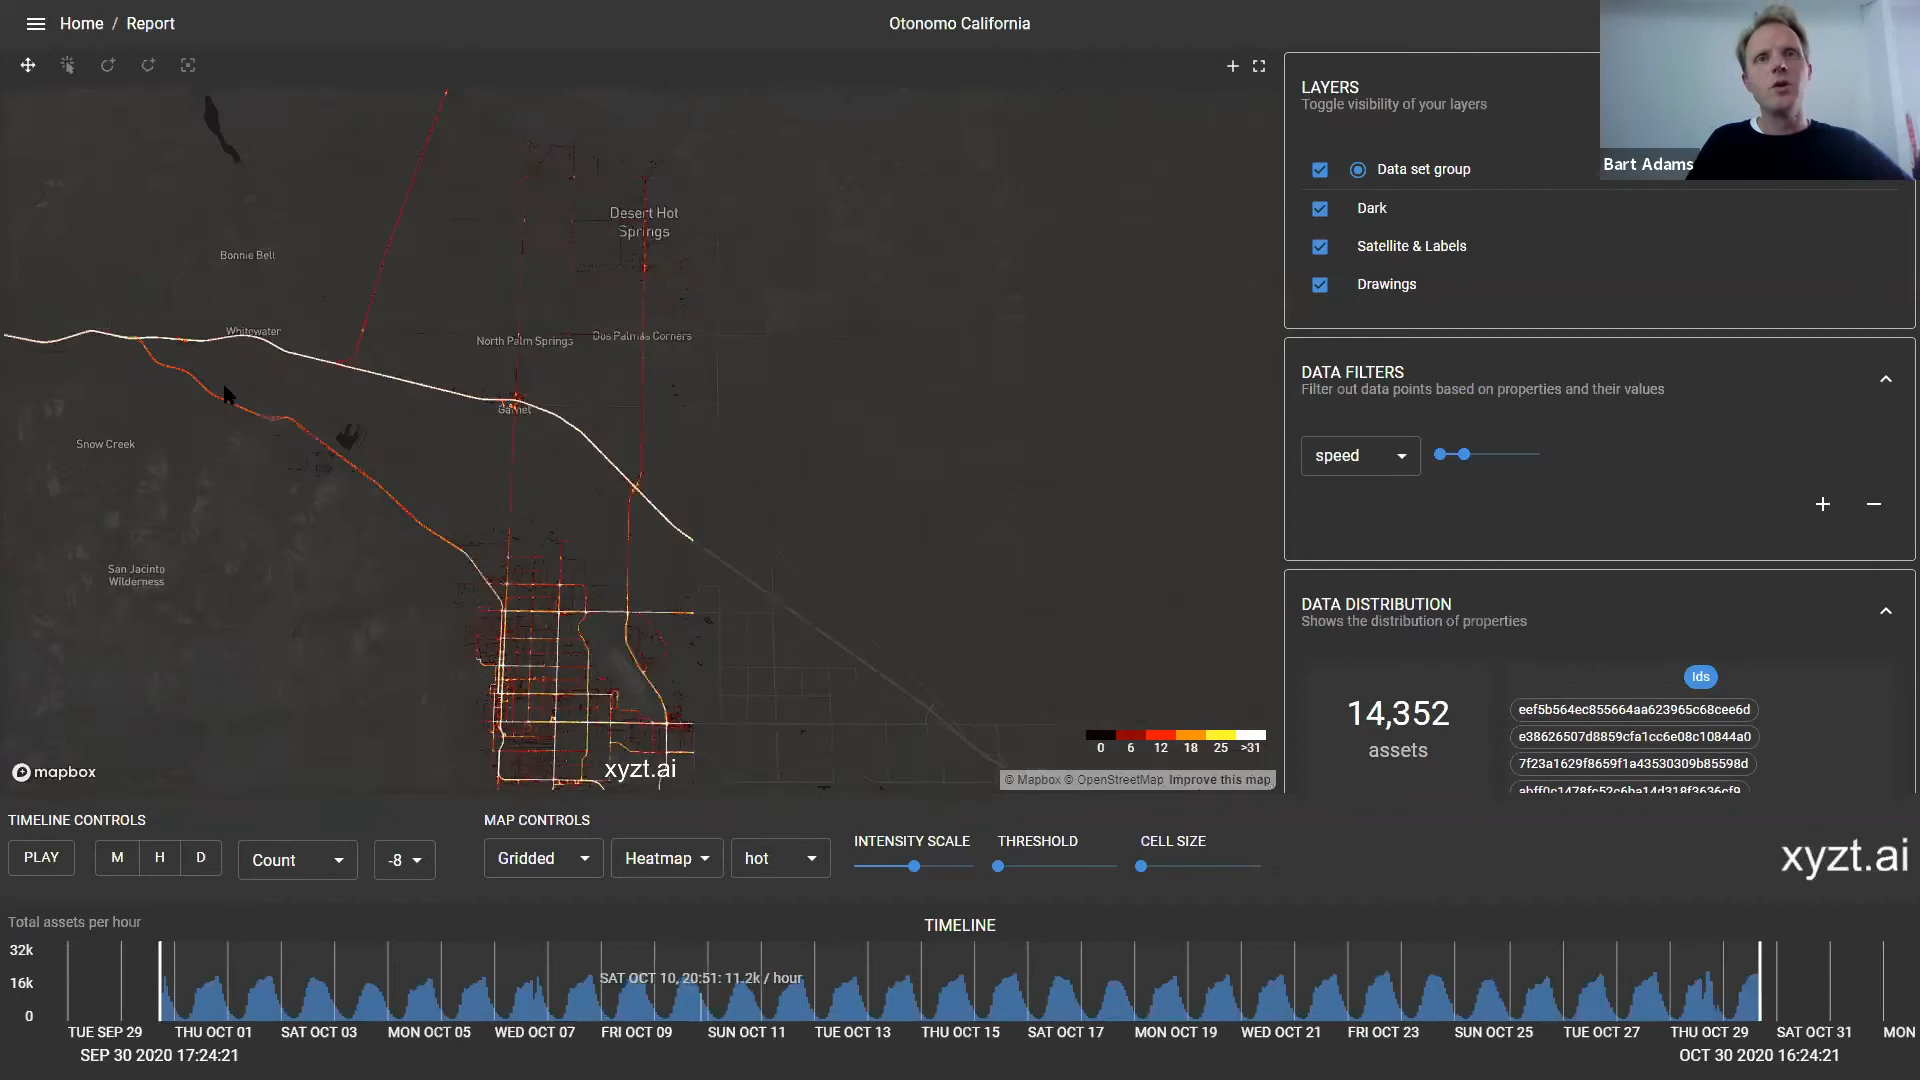 Home / Report
Otonomo California
Bart Adams
LAYERS
Toggle visibility of your layers
Data set group
Dark
Satellite & Labels
Drawings
Desert Hot
Springs
Bonnie Bell
Whitewater
North Palm Springs
Dos Palmas Corners
Garnet
Snow Creek
San Jacinto
Wilderness
DATA FILTERS
Filter out data points based on properties and their values
speed
DATA DISTRIBUTION
Shows the distribution of properties
Ids
14,352
assets
eef5b564ec855664aa623965c68cee6d
e38626507d8859cfa1cc6e08c10844a0
7f23a1629f8659f1a43530309b85598d
abff0c1478fc52c6ba14d318f3636cf9
0 6 12 18 25 >31
mapbox
xyzt.ai
© Mapbox © OpenStreetMap Improve this map
TIMELINE CONTROLS
PLAY
M H D
Count
-8
MAP CONTROLS
Gridded
Heatmap
hot
INTENSITY SCALE
THRESHOLD
CELL SIZE
xyzt.ai
Total assets per hour
TIMELINE
32k
16k
0
SAT OCT 10, 20:51: 11.2k / hour
TUE SEP 29 THU OCT 01 SAT OCT 03 MON OCT 05 WED OCT 07 FRI OCT 09 SUN OCT 11 TUE OCT 13 THU OCT 15 SAT OCT 17 MON OCT 19 WED OCT 21 FRI OCT 23 SUN OCT 25 TUE OCT 27 THU OCT 29 SAT OCT 31 MON
SEP 30 2020 17:24:21
OCT 30 2020 16:24:21